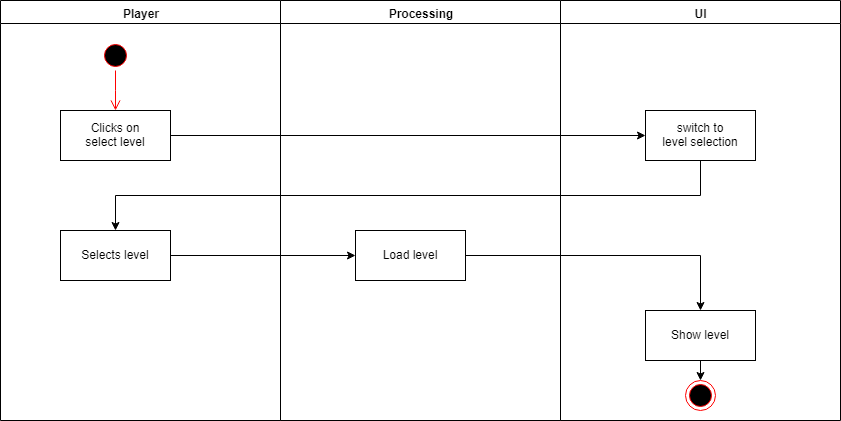 Player
Processing
UI
Clicks on
select level
switch to
level selection
Selects level
Load level
Show level